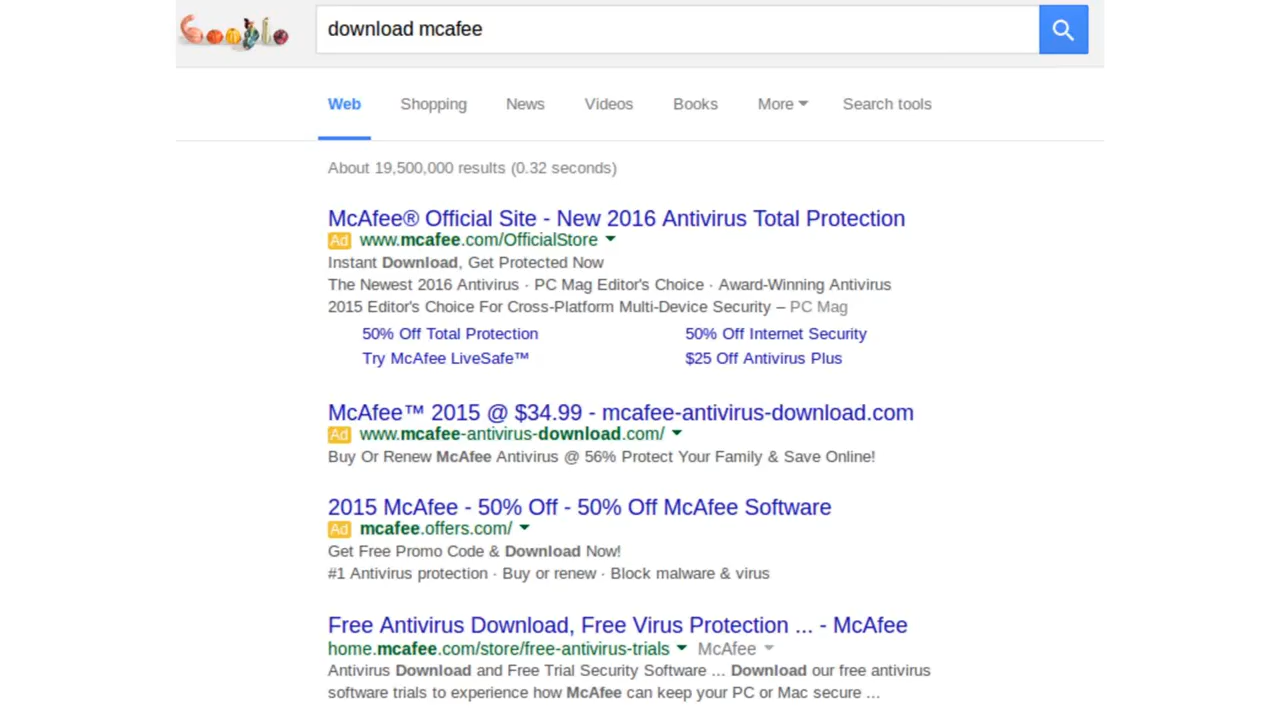 Google
download mcafee
Web Shopping News Videos Books More Search tools
About 19,500,000 results (0.32 seconds)
McAfee® Official Site - New 2016 Antivirus Total Protection
Ad www.mcafee.com/OfficialStore
Instant Download, Get Protected Now
The Newest 2016 Antivirus · PC Mag Editor's Choice · Award-Winning Antivirus
2015 Editor's Choice For Cross-Platform Multi-Device Security – PC Mag
50% Off Total Protection 50% Off Internet Security
Try McAfee LiveSafe™ $25 Off Antivirus Plus
McAfee™ 2015 @ $34.99 - mcafee-antivirus-download.com
Ad www.mcafee-antivirus-download.com/
Buy Or Renew McAfee Antivirus @ 56% Protect Your Family & Save Online!
2015 McAfee - 50% Off - 50% Off McAfee Software
Ad mcafee.offers.com/
Get Free Promo Code & Download Now!
#1 Antivirus protection · Buy or renew · Block malware & virus
Free Antivirus Download, Free Virus Protection ... - McAfee
home.mcafee.com/store/free-antivirus-trials McAfee
Antivirus Download and Free Trial Security Software ... Download our free antivirus
software trials to experience how McAfee can keep your PC or Mac secure ...